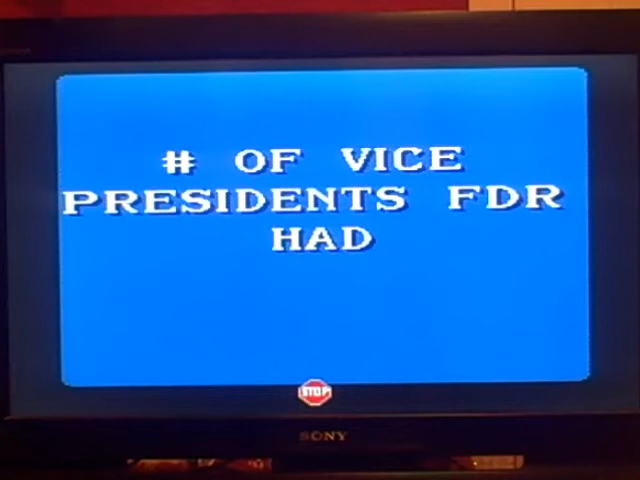 # OF VICE
PRESIDENTS FDR
HAD
STOP!
SONY